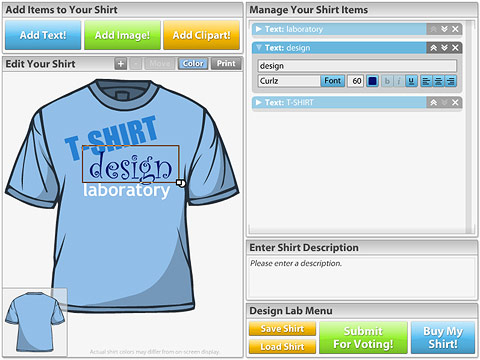 Add Items to Your Shirt
Add Text!
Add Image!
Add Clipart!
Edit Your Shirt
+
-
Move
Color
Print
T-SHIRT
design
laboratory
Actual shirt colors may differ from on-screen display.
Manage Your Shirt Items
Text: laboratory
Text: design
design
Curlz
Font
60
b
i
u
Text: T-SHIRT
Enter Shirt Description
Please enter a description.
Design Lab Menu
Save Shirt
Load Shirt
Submit
For Voting!
Buy My
Shirt!